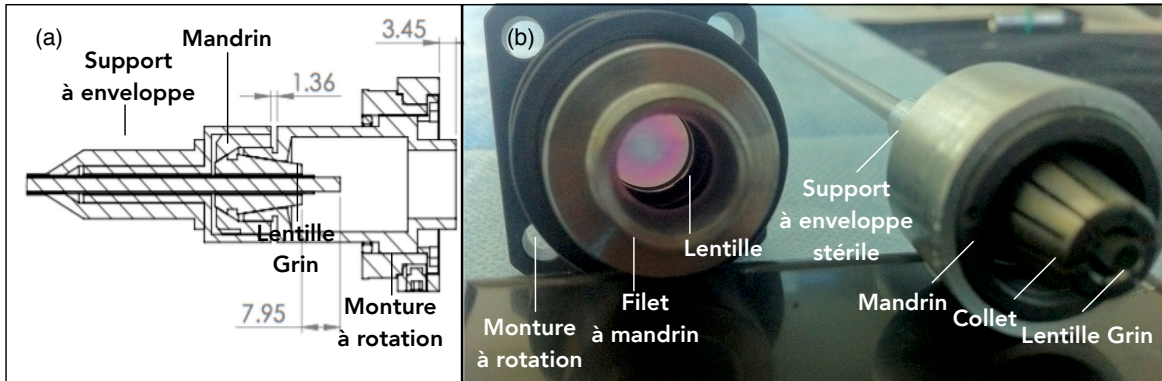 (a)
Mandrin
Support
à enveloppe
1.36
3.45
Lentille
Grin
7.95
Monture
à rotation
(b)
Support
à enveloppe
stérile
Lentille
Filet
à mandrin
Monture
à rotation
Mandrin
Collet
Lentille Grin